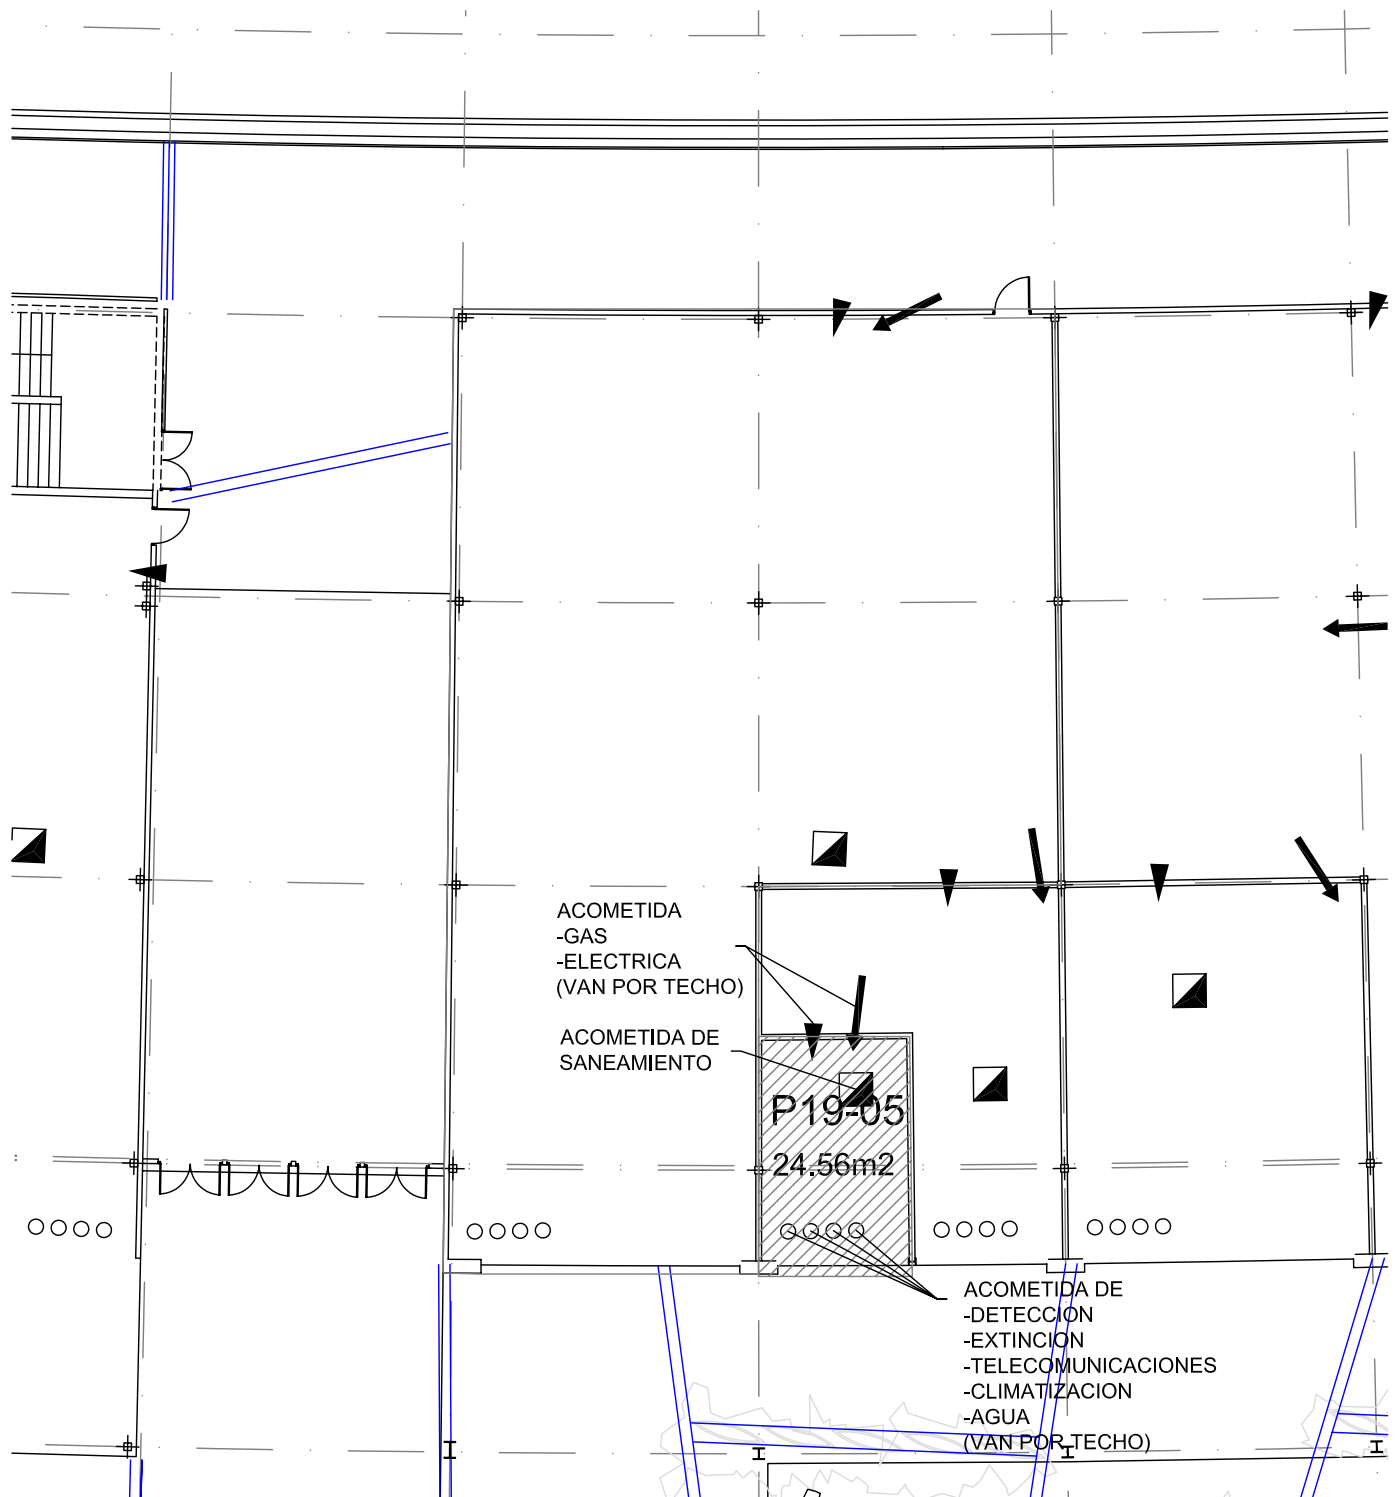 ACOMETIDA
-GAS
-ELECTRICA
(VAN POR TECHO)
ACOMETIDA DE
SANEAMIENTO
P19-05
24.56m2
ACOMETIDA DE
-DETECCION
-EXTINCION
-TELECOMUNICACIONES
-CLIMATIZACION
-AGUA
(VAN POR TECHO)